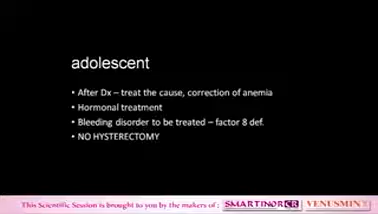 adolescent
• After Dx – treat the cause, correction of anemia
• Hormonal treatment
• Bleeding disorder to be treated – factor 8 def.
• NO HYSTERECTOMY
This Scientific Session is brought to you by the makers of : SMARTINOR CR VENUSMIN